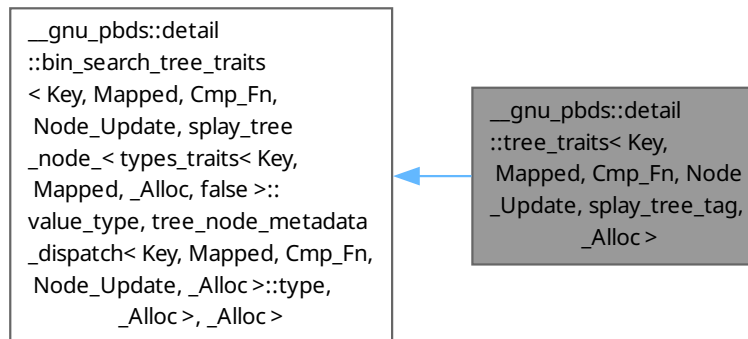 __gnu_pbds::detail
::bin_search_tree_traits
< Key, Mapped, Cmp_Fn,
Node_Update, splay_tree
_node_< types_traits< Key,
Mapped, _Alloc, false >::
value_type, tree_node_metadata
_dispatch< Key, Mapped, Cmp_Fn,
Node_Update, _Alloc >::type,
_Alloc >, _Alloc >
__gnu_pbds::detail
::tree_traits< Key,
Mapped, Cmp_Fn, Node
_Update, splay_tree_tag,
_Alloc >